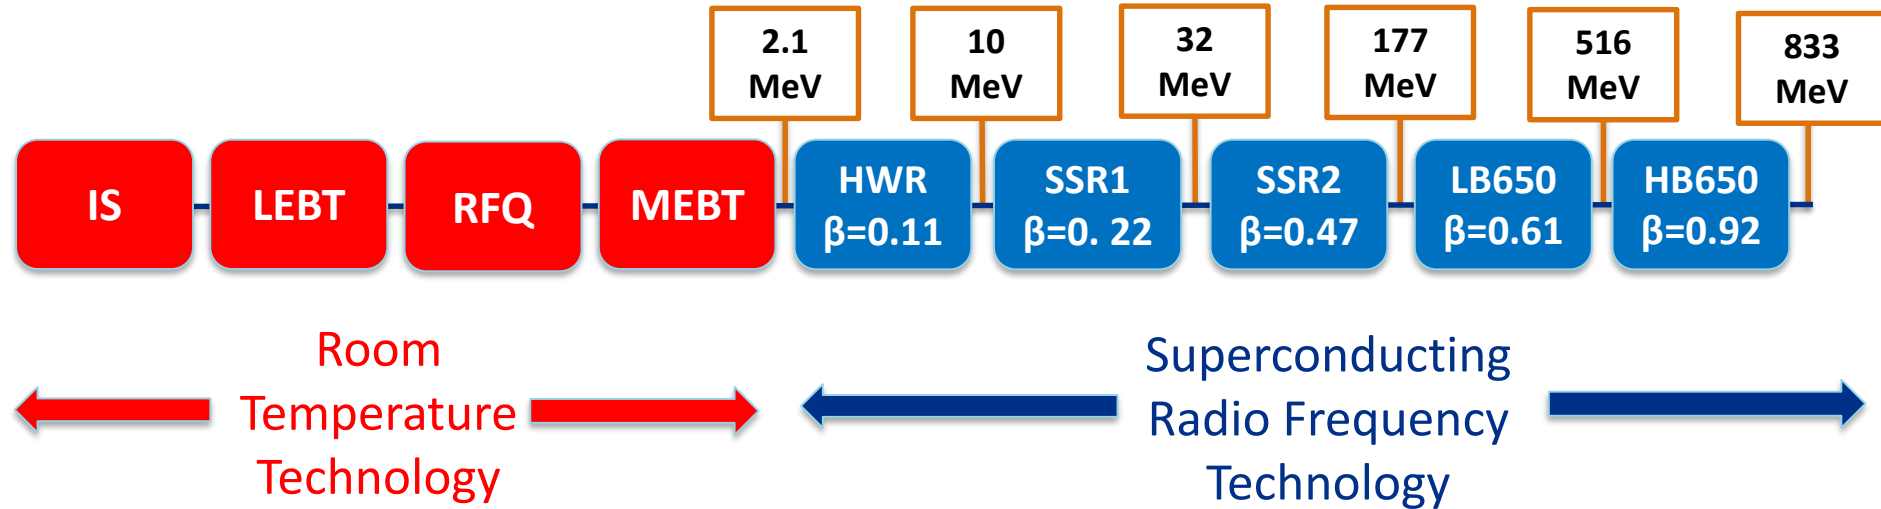 2.1
MeV
10
MeV
32
MeV
177
MeV
516
MeV
833
MeV
IS
LEBT
RFQ
MEBT
HWR
β=0.11
SSR1
β=0. 22
SSR2
β=0.47
LB650
β=0.61
HB650
β=0.92
Room
Temperature
Technology
Superconducting
Radio Frequency
Technology